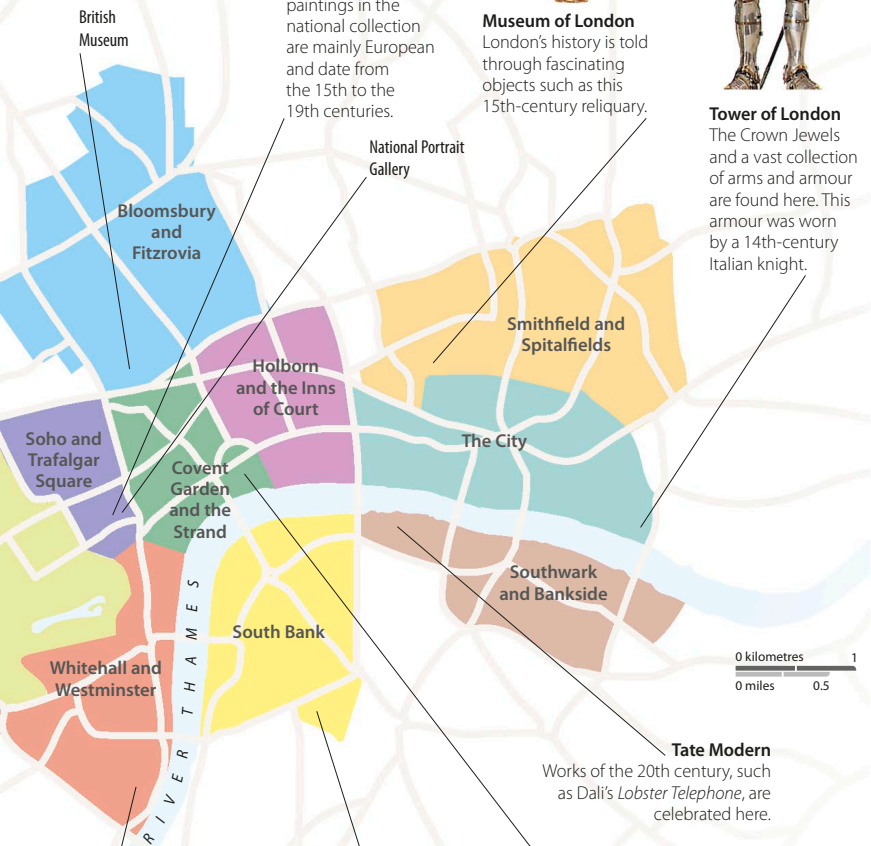 British
Museum
paintings in the
national collection
are mainly European
and date from
the 15th to the
19th centuries.
Museum of London
London's history is told
through fascinating
objects such as this
15th-century reliquary.
Tower of London
The Crown Jewels
and a vast collection
of arms and armour
are found here. This
armour was worn
by a 14th-century
Italian knight.
National Portrait
Gallery
Bloomsbury
and
Fitzrovia
Smithfield and
Spitalfields
Holborn
and the Inns
of Court
Soho and
Trafalgar
Square
Covent
Garden
and the
Strand
The City
Southwark
and Bankside
South Bank
Whitehall and
Westminster
RIVER THAMES
0 kilometres 1
0 miles 0.5
Tate Modern
Works of the 20th century, such
as Dali's Lobster Telephone, are
celebrated here.